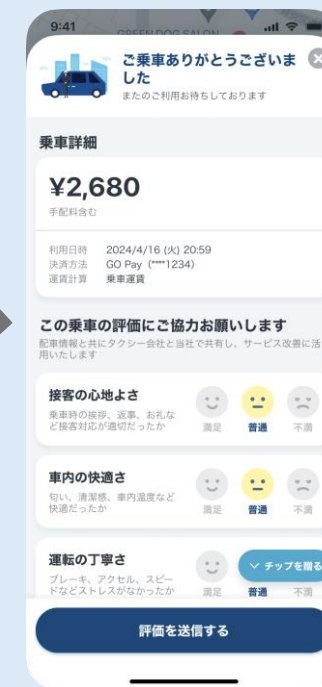 9:41
GREEN DOG SALON
ご乗車ありがとうございま
した
またのご利用お待ちしております
乗車詳細
¥2,680
手配料含む
利用日時 2024/4/16 (火) 20:59
決済方法 GO Pay (****1234)
運賃計算 乗車運賃
この乗車の評価にご協力お願いします
配車情報と共にタクシー会社と当社で共有し、サービス改善に活
用いたします
接客の心地よさ
乗車時の挨拶、返事、お礼な
ど接客対応が適切だったか
満足 普通 不満
車内の快適さ
匂い、清潔感、車内温度など
快適だったか
満足 普通 不満
運転の丁寧さ
ブレーキ、アクセル、スピー
ドなどストレスがなかったか
チップを贈る
満足 普通 不満
評価を送信する